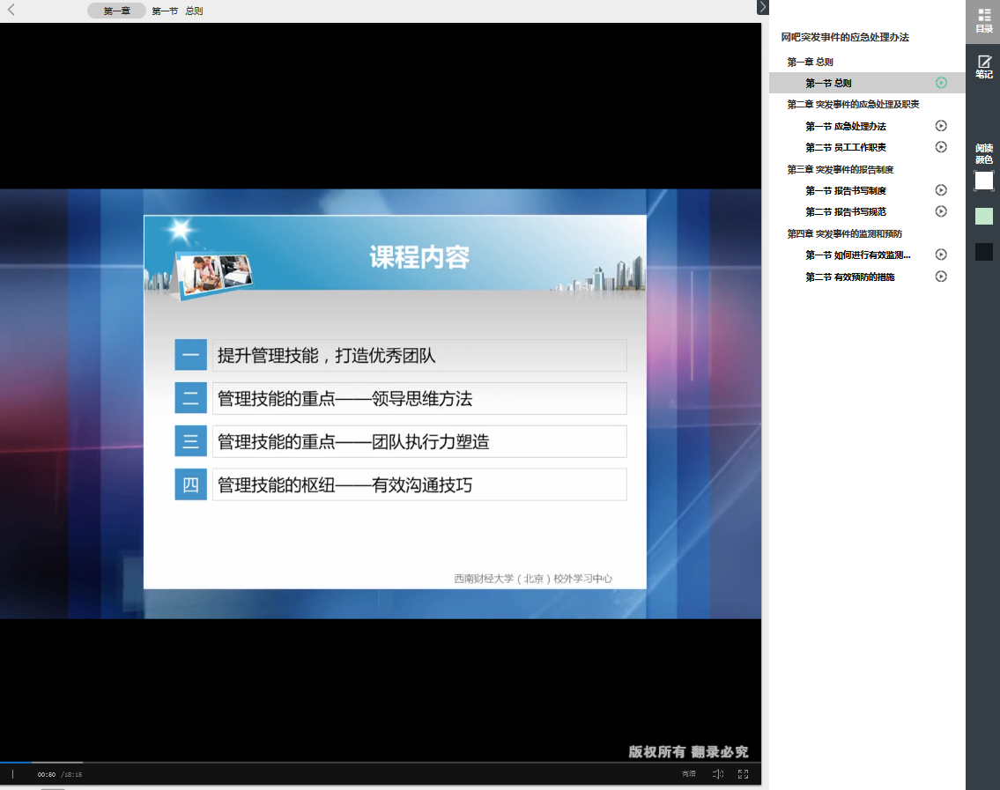 第一章 第一节 总则
课程内容
一 提升管理技能，打造优秀团队
二 管理技能的重点——领导思维方法
三 管理技能的重点——团队执行力塑造
四 管理技能的枢纽——有效沟通技巧
西南财经大学（北京）校外学习中心
版权所有 翻录必究
00:50 /18:15
高清
网吧突发事件的应急处理办法
第一章 总则
第一节 总则
第二章 突发事件的应急处理及职责
第一节 应急处理办法
第二节 员工工作职责
第三章 突发事件的报告制度
第一节 报告书写制度
第二节 报告书写规范
第四章 突发事件的监测和预防
第一节 如何进行有效监测...
第二节 有效预防的措施
目录
笔记
阅读
颜色